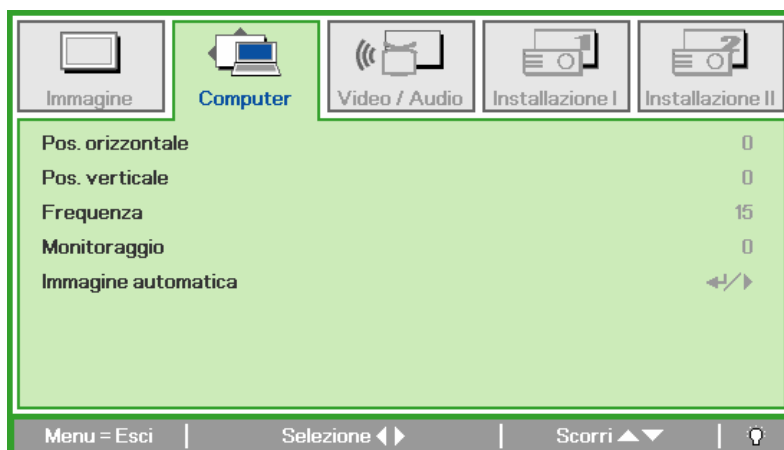 Immagine
Computer
Video / Audio
Installazione I
Installazione II
Pos. orizzontale 0
Pos. verticale 0
Frequenza 15
Monitoraggio 0
Immagine automatica
Menu = Esci
Selezione
Scorri